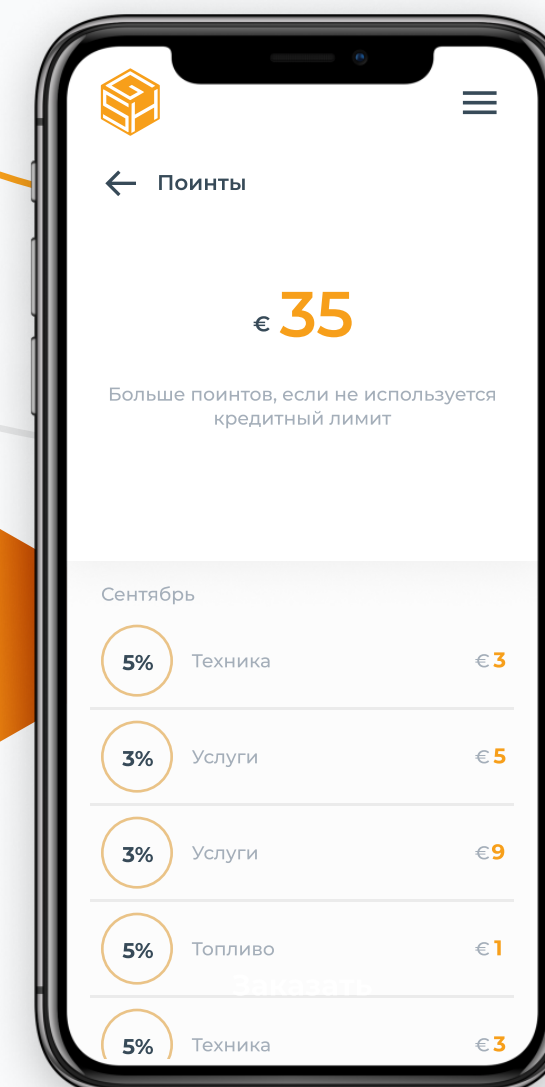 GSH
Поинты
€ 35
Больше поинтов, если не используется
кредитный лимит
Сентябрь
5% Техника € 3
3% Услуги € 5
3% Услуги € 9
5% Топливо € 1
Заказать
5% Техника € 3